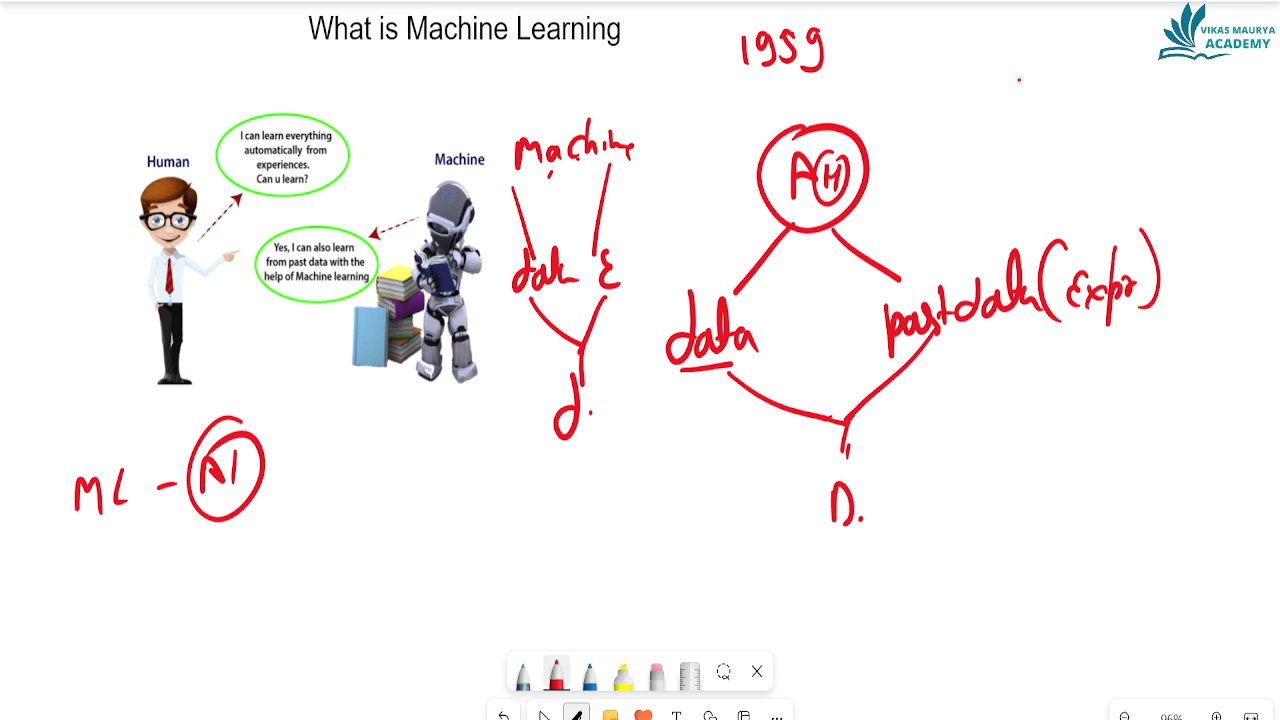 What is Machine Learning
1959
VIKAS MAURYA
ACADEMY
Human
I can learn everything
automatically from
experiences.
Can u learn?
Machine
Yes, I can also learn
from past data with the
help of Machine learning
Machine
data E
d.
A(H)
data
past data (Expr)
D.
ML - AI
96%